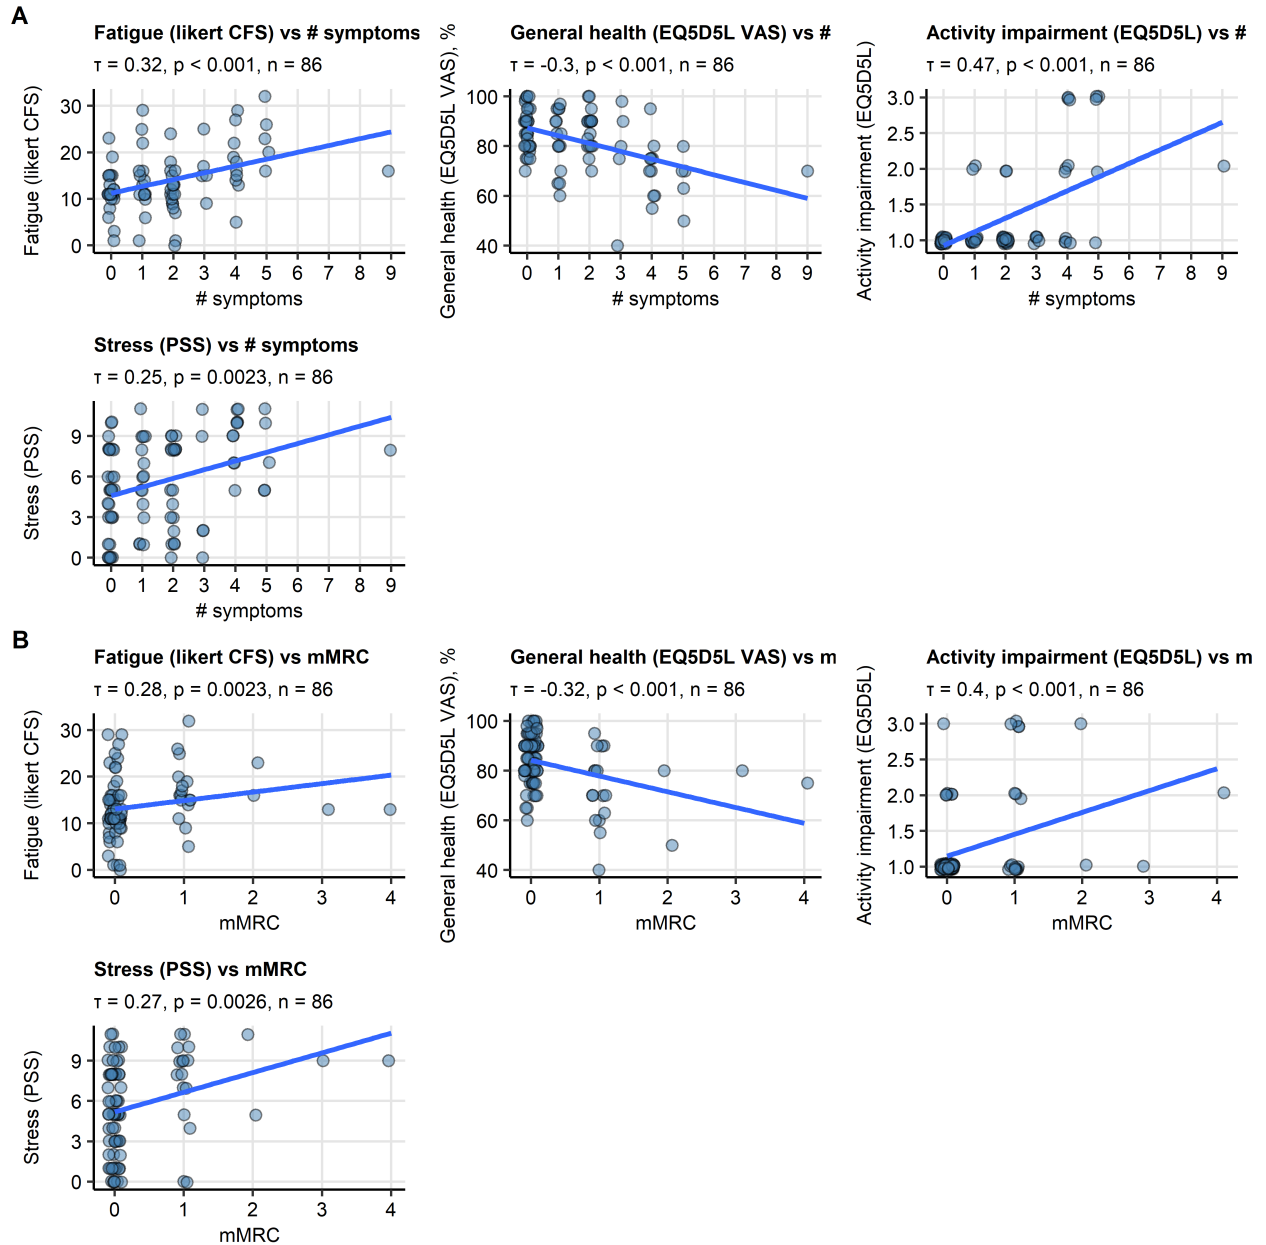 A
Fatigue (likert CFS) vs # symptoms
τ = 0.32, p < 0.001, n = 86
Fatigue (likert CFS)
30
20
10
0
0 1 2 3 4 5 6 7 8 9
# symptoms
General health (EQ5D5L VAS) vs #
τ = -0.3, p < 0.001, n = 86
General health (EQ5D5L VAS), %
100
80
60
40
0 1 2 3 4 5 6 7 8 9
# symptoms
Activity impairment (EQ5D5L) vs #
τ = 0.47, p < 0.001, n = 86
Activity impairment (EQ5D5L)
3.0
2.5
2.0
1.5
1.0
0 1 2 3 4 5 6 7 8 9
# symptoms
Stress (PSS) vs # symptoms
τ = 0.25, p = 0.0023, n = 86
Stress (PSS)
9
6
3
0
0 1 2 3 4 5 6 7 8 9
# symptoms
B
Fatigue (likert CFS) vs mMRC
τ = 0.28, p = 0.0023, n = 86
Fatigue (likert CFS)
30
20
10
0
0 1 2 3 4
mMRC
General health (EQ5D5L VAS) vs m
τ = -0.32, p < 0.001, n = 86
General health (EQ5D5L VAS), %
100
80
60
40
0 1 2 3 4
mMRC
Activity impairment (EQ5D5L) vs m
τ = 0.4, p < 0.001, n = 86
Activity impairment (EQ5D5L)
3.0
2.5
2.0
1.5
1.0
0 1 2 3 4
mMRC
Stress (PSS) vs mMRC
τ = 0.27, p = 0.0026, n = 86
Stress (PSS)
9
6
3
0
0 1 2 3 4
mMRC